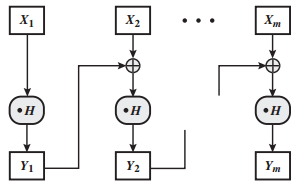 X1 X2 • • • Xm
•H •H •H
Y1 Y2 Ym